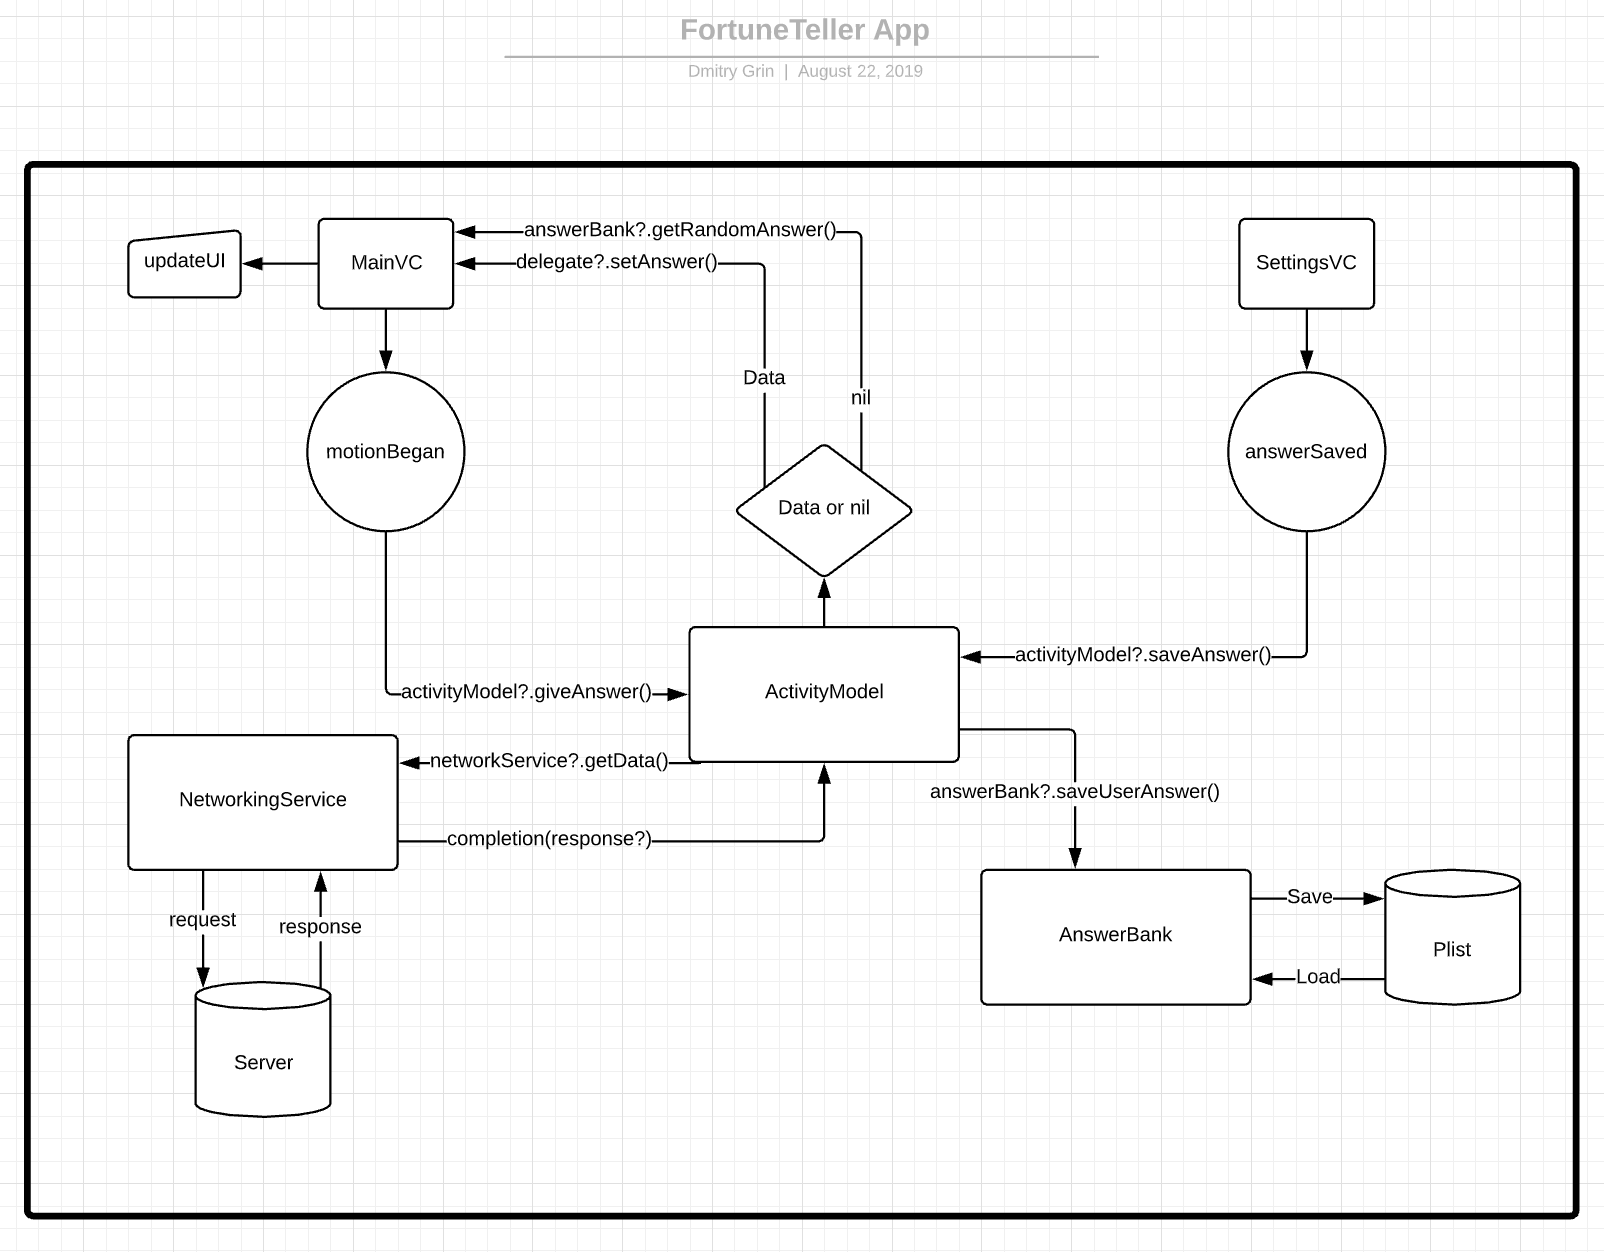 FortuneTeller App
Dmitry Grin | August 22, 2019
answerBank?.getRandomAnswer()
updateUI
MainVC
delegate?.setAnswer()
SettingsVC
Data
nil
motionBegan
answerSaved
Data or nil
activityModel?.saveAnswer()
activityModel?.giveAnswer()
ActivityModel
networkService?.getData()
NetworkingService
answerBank?.saveUserAnswer()
completion(response?)
Save
request
response
AnswerBank
Plist
Load
Server